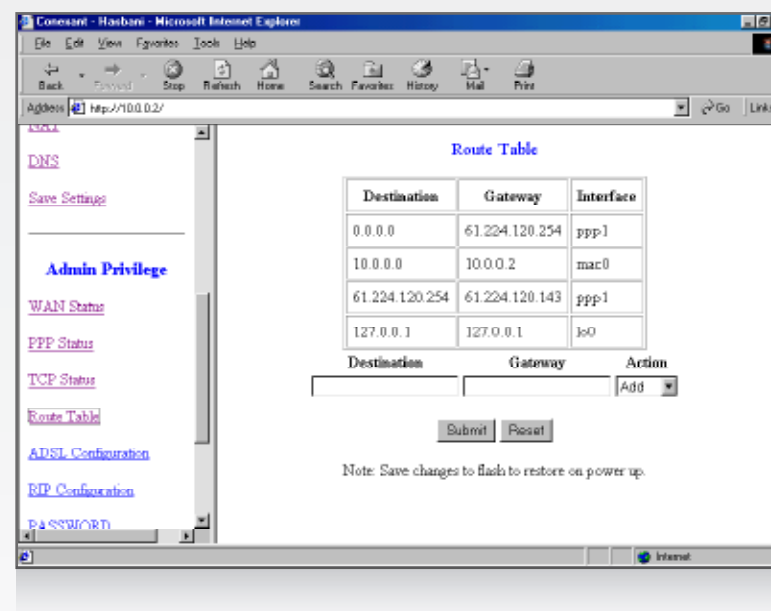 Conexant - Hasbani - Microsoft Internet Explorer
File Edit View Favorites Tools Help
Back Forward Stop Refresh Home Search Favorites History Mail Print
Address http://10.0.0.2/ Go Links
NAT
DNS
Save Settings
Admin Privilege
WAN Status
PPP Status
TCP Status
Route Table
ADSL Configuration
RIP Configuration
PASSWORD
Route Table
Destination Gateway Interface
0.0.0.0 61.224.120.254 ppp1
10.0.0.0 10.0.0.2 mac0
61.224.120.254 61.224.120.143 ppp1
127.0.0.1 127.0.0.1 lo0
Destination Gateway Action
Add
Submit Reset
Note: Save changes to flash to restore on power up.
Internet